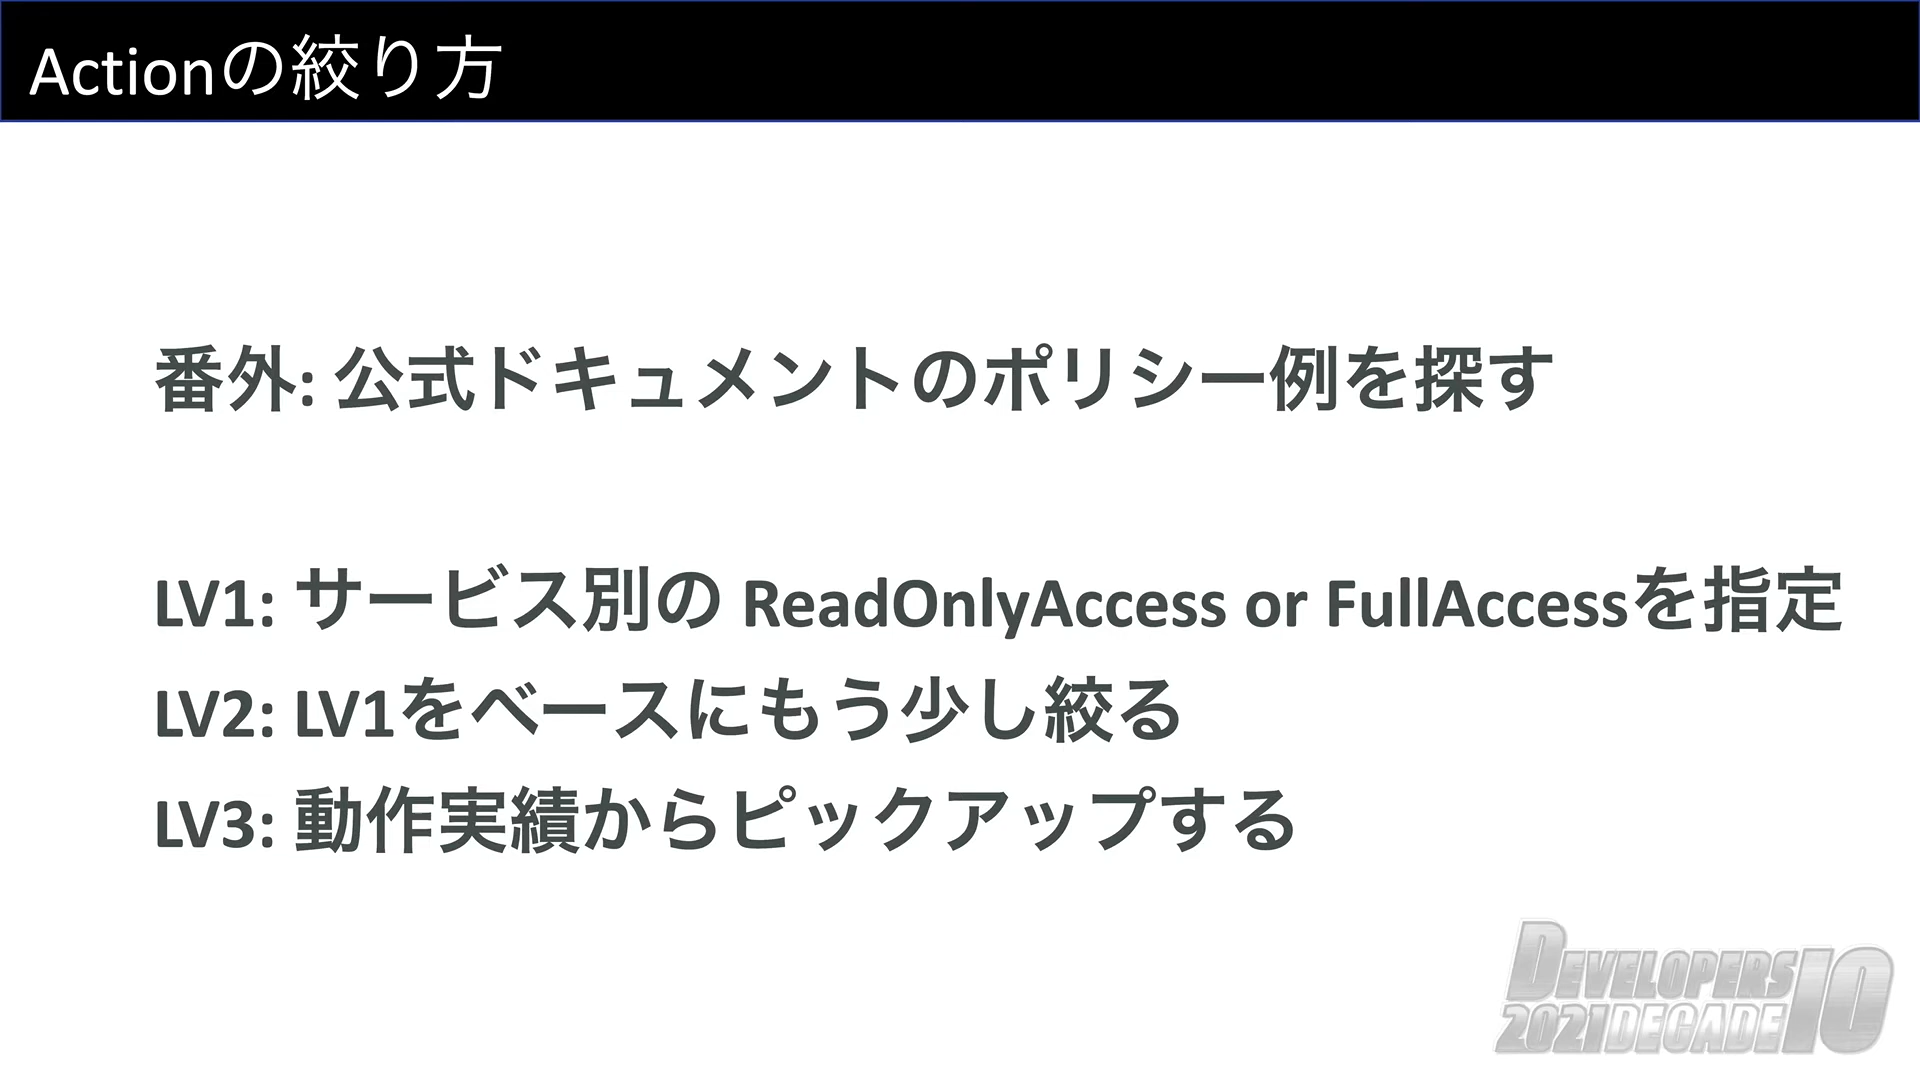 Actionの絞り方
番外: 公式ドキュメントのポリシー例を探す
LV1: サービス別の ReadOnlyAccess or FullAccessを指定
LV2: LV1をベースにもう少し絞る
LV3: 動作実績からピックアップする
DEVELOPERS
2021 DECADE 10